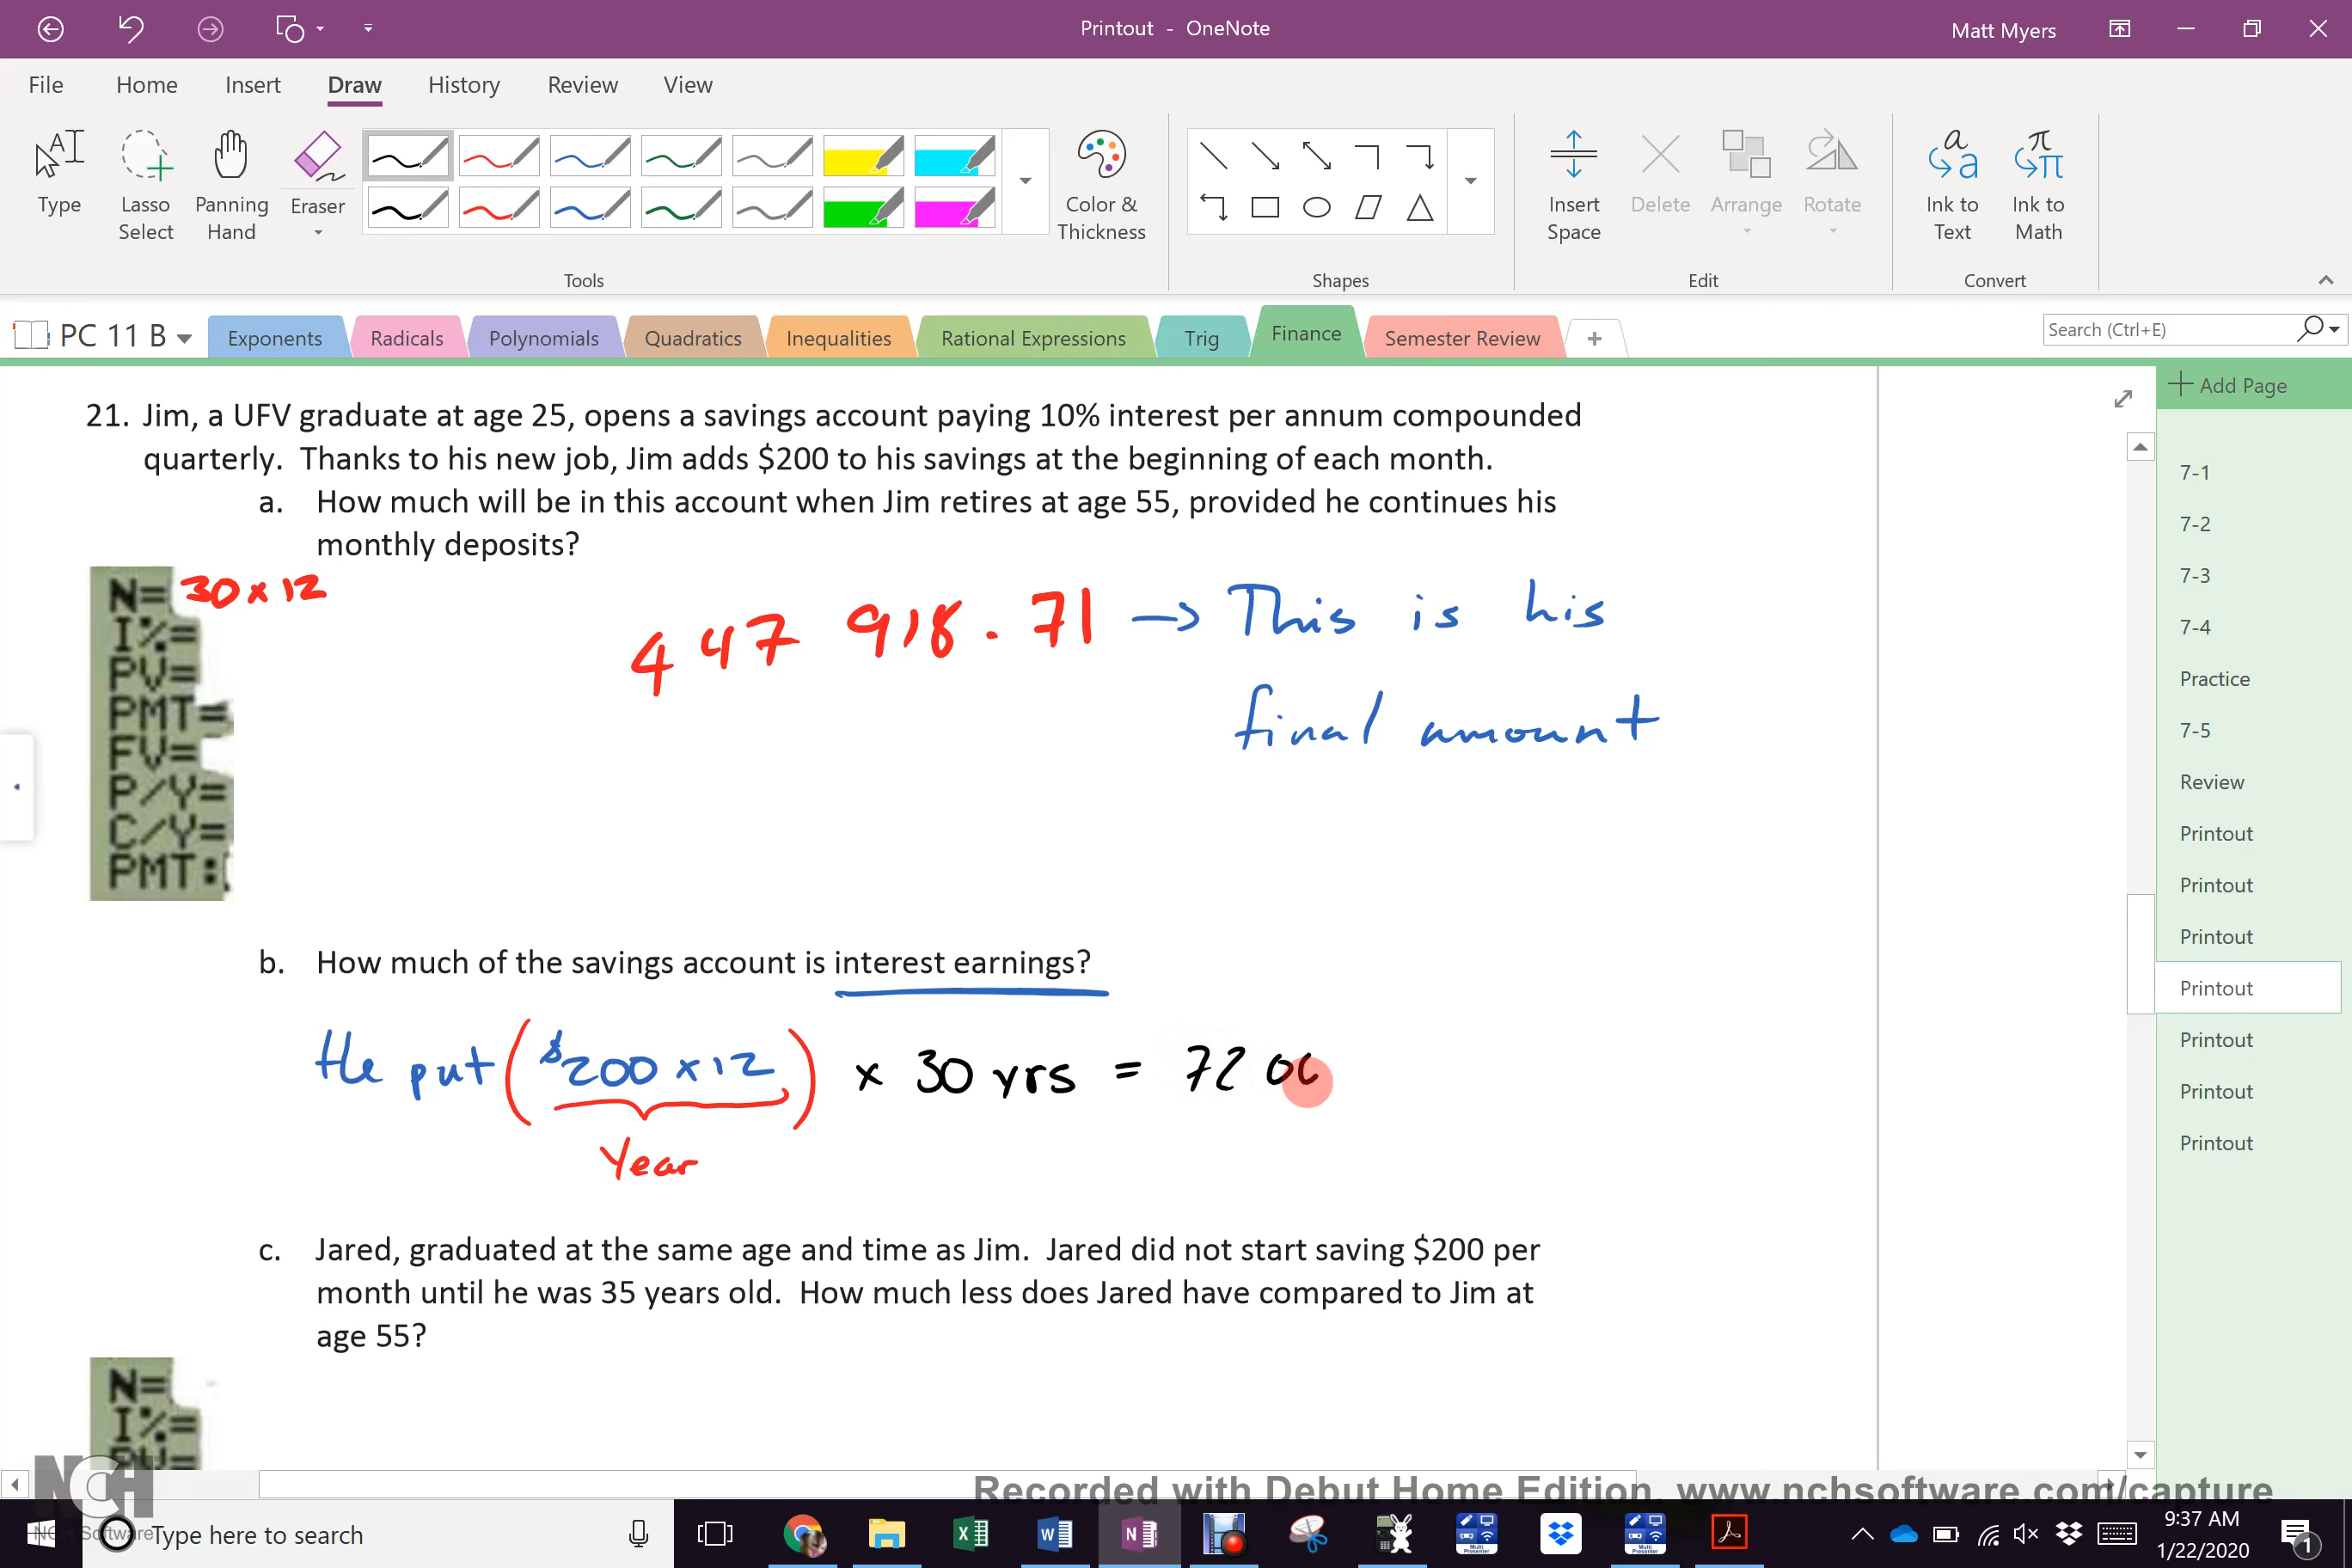 Printout - OneNote
Matt Myers
File Home Insert Draw History Review View
Type
Lasso Select
Panning Hand
Eraser
Color & Thickness
Insert Space
Delete
Arrange
Rotate
Ink to Text
Ink to Math
Tools
Shapes
Edit
Convert
PC 11 B
Exponents Radicals Polynomials Quadratics Inequalities Rational Expressions Trig Finance Semester Review
Search (Ctrl+E)
Add Page
7-1
7-2
7-3
7-4
Practice
7-5
Review
Printout
Printout
Printout
Printout
Printout
Printout
Printout
21. Jim, a UFV graduate at age 25, opens a savings account paying 10% interest per annum compounded
quarterly. Thanks to his new job, Jim adds $200 to his savings at the beginning of each month.
a. How much will be in this account when Jim retires at age 55, provided he continues his
monthly deposits?
N= 30 x 12
I%=
PV=
PMT=
FV=
P/Y=
C/Y=
PMT:
447 918.71 → This is his
final amount
b. How much of the savings account is interest earnings?
He put ($200 x 12) x 30 yrs = 72 00
Year
c. Jared, graduated at the same age and time as Jim. Jared did not start saving $200 per
month until he was 35 years old. How much less does Jared have compared to Jim at
age 55?
N=
I%=
PV=
NCH
NCH Software
Recorded with Debut Home Edition. www.nchsoftware.com/capture
Type here to search
9:37 AM
1/22/2020
1